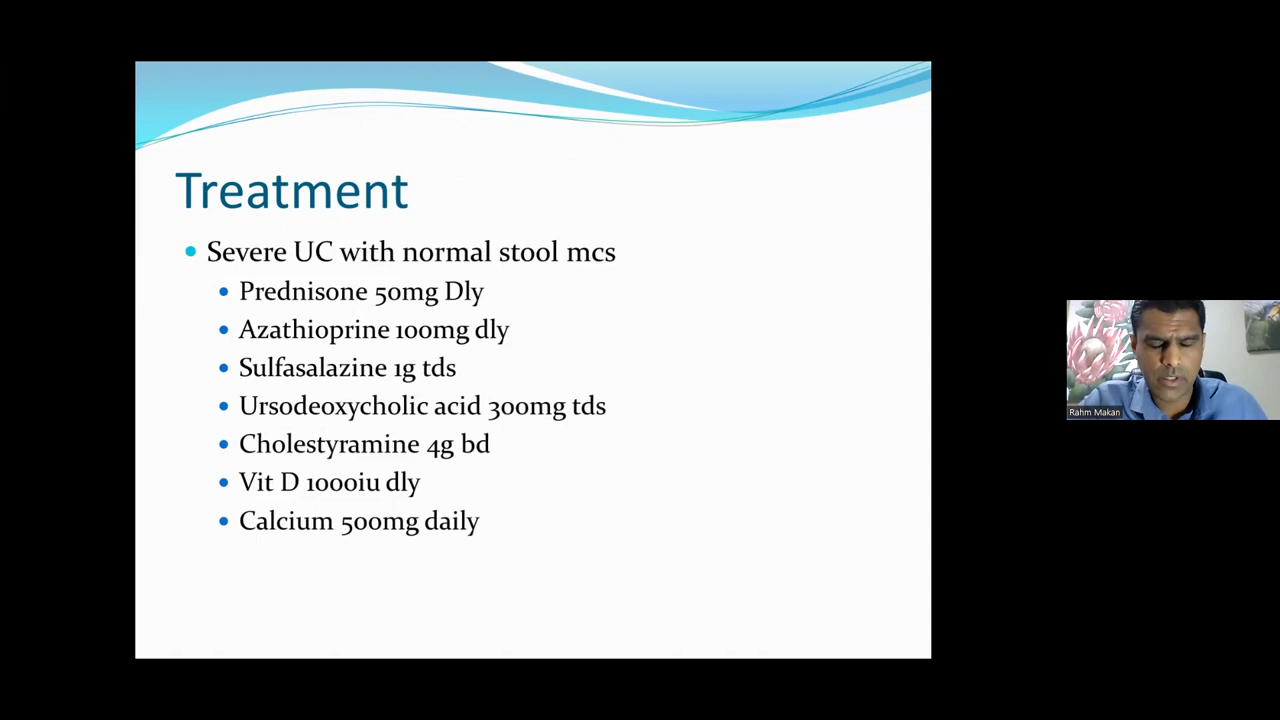 Treatment
Severe UC with normal stool mcs
Prednisone 50mg Dly
Azathioprine 100mg dly
Sulfasalazine 1g tds
Ursodeoxycholic acid 300mg tds
Cholestyramine 4g bd
Vit D 1000iu dly
Calcium 500mg daily
Rahm Makan